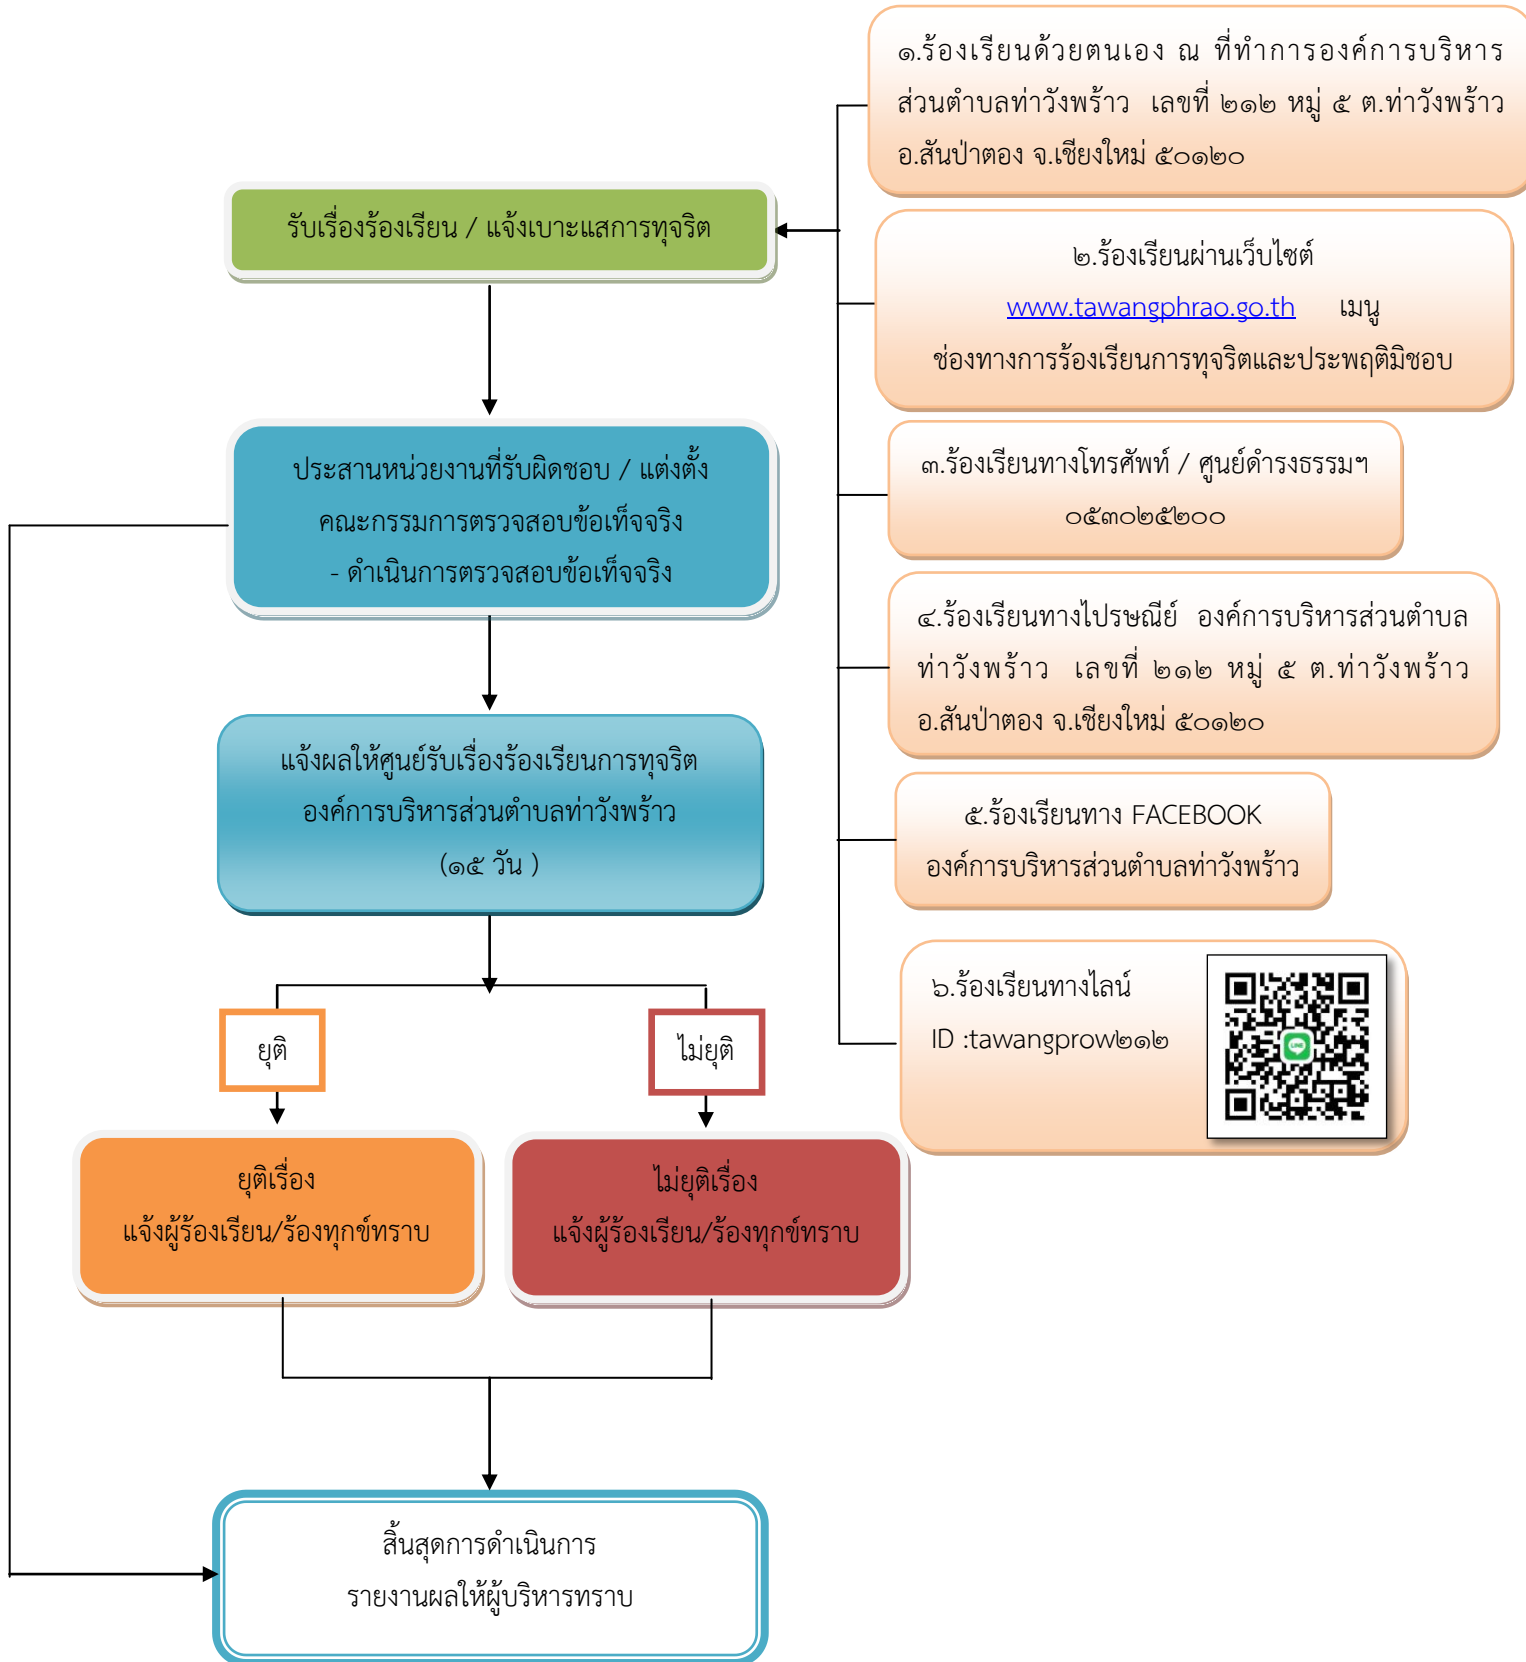 ๑.ร้องเรียนด้วยตนเอง ณ ที่ทำการองค์การบริหาร
ส่วนตำบลท่าวังพร้าว เลขที่ ๒๑๒ หมู่ ๕ ต.ท่าวังพร้าว
อ.สันป่าตอง จ.เชียงใหม่ ๕๐๑๒๐
รับเรื่องร้องเรียน / แจ้งเบาะแสการทุจริต
๒.ร้องเรียนผ่านเว็บไซต์
www.tawangphrao.go.th เมนู
ช่องทางการร้องเรียนการทุจริตและประพฤติมิชอบ
ประสานหน่วยงานที่รับผิดชอบ / แต่งตั้ง
คณะกรรมการตรวจสอบข้อเท็จจริง
- ดำเนินการตรวจสอบข้อเท็จจริง
๓.ร้องเรียนทางโทรศัพท์ / ศูนย์ดำรงธรรมฯ
๐๕๓๐๒๕๒๐๐
๔.ร้องเรียนทางไปรษณีย์ องค์การบริหารส่วนตำบล
ท่าวังพร้าว เลขที่ ๒๑๒ หมู่ ๕ ต.ท่าวังพร้าว
อ.สันป่าตอง จ.เชียงใหม่ ๕๐๑๒๐
แจ้งผลให้ศูนย์รับเรื่องร้องเรียนการทุจริต
องค์การบริหารส่วนตำบลท่าวังพร้าว
(๑๕ วัน )
๕.ร้องเรียนทาง FACEBOOK
องค์การบริหารส่วนตำบลท่าวังพร้าว
๖.ร้องเรียนทางไลน์
ID :tawangprow๒๑๒
LINE
ยุติ
ไม่ยุติ
ยุติเรื่อง
แจ้งผู้ร้องเรียน/ร้องทุกข์ทราบ
ไม่ยุติเรื่อง
แจ้งผู้ร้องเรียน/ร้องทุกข์ทราบ
สิ้นสุดการดำเนินการ
รายงานผลให้ผู้บริหารทราบ